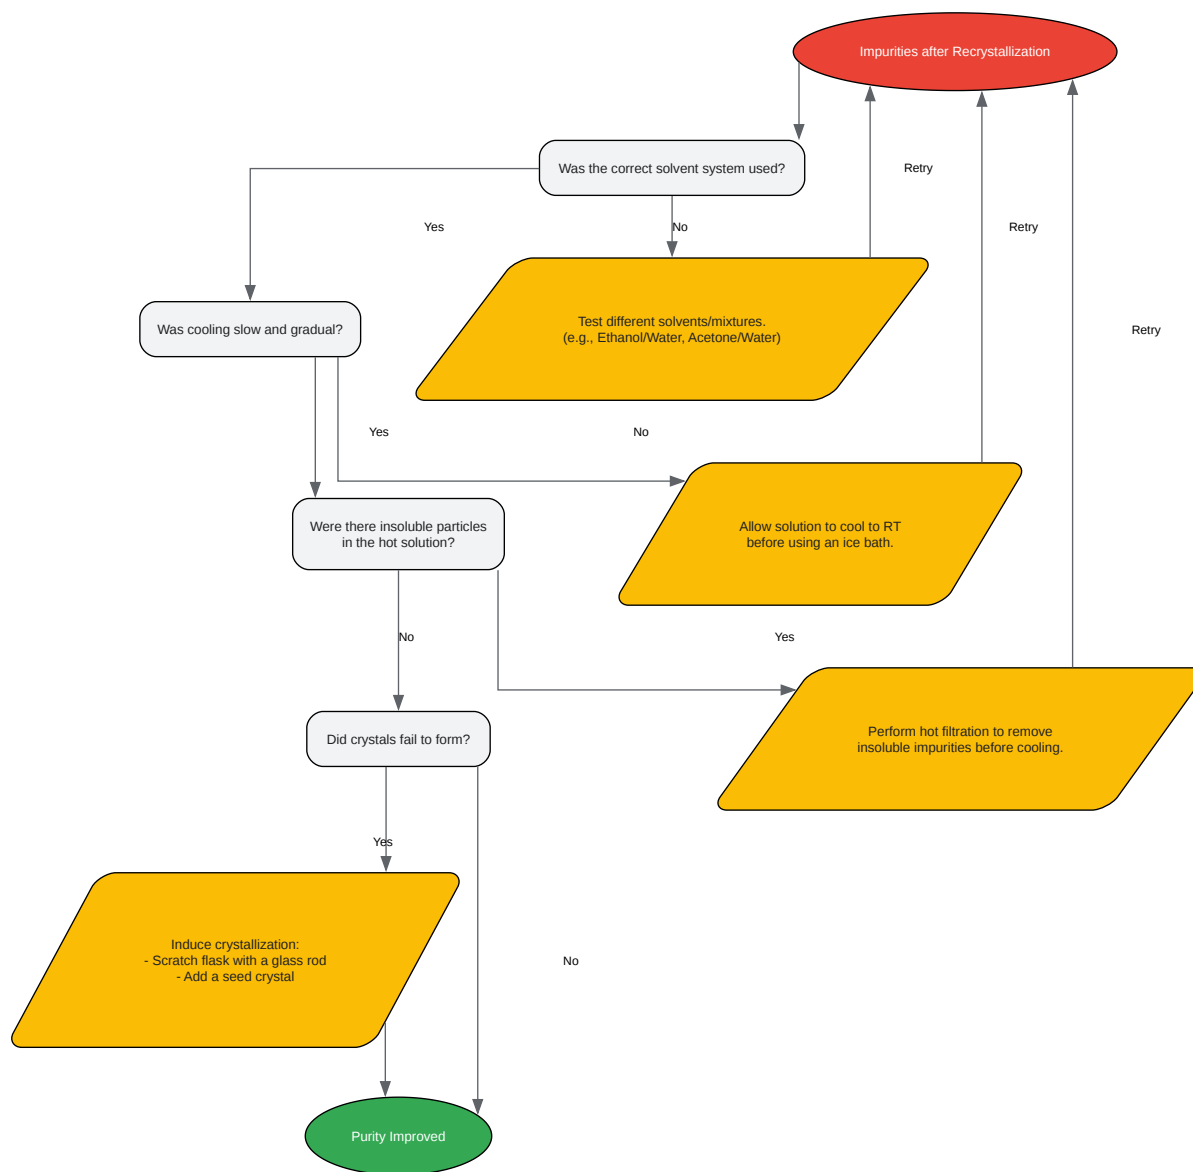 Impurities after Recrystallization
Was the correct solvent system used?
Retry
Yes
No
Retry
Test different solvents/mixtures.
(e.g., Ethanol/Water, Acetone/Water)
Was cooling slow and gradual?
Retry
Yes
No
Were there insoluble particles
in the hot solution?
Allow solution to cool to RT
before using an ice bath.
No
Yes
Did crystals fail to form?
Perform hot filtration to remove
insoluble impurities before cooling.
Yes
Induce crystallization:
- Scratch flask with a glass rod
- Add a seed crystal
No
Purity Improved